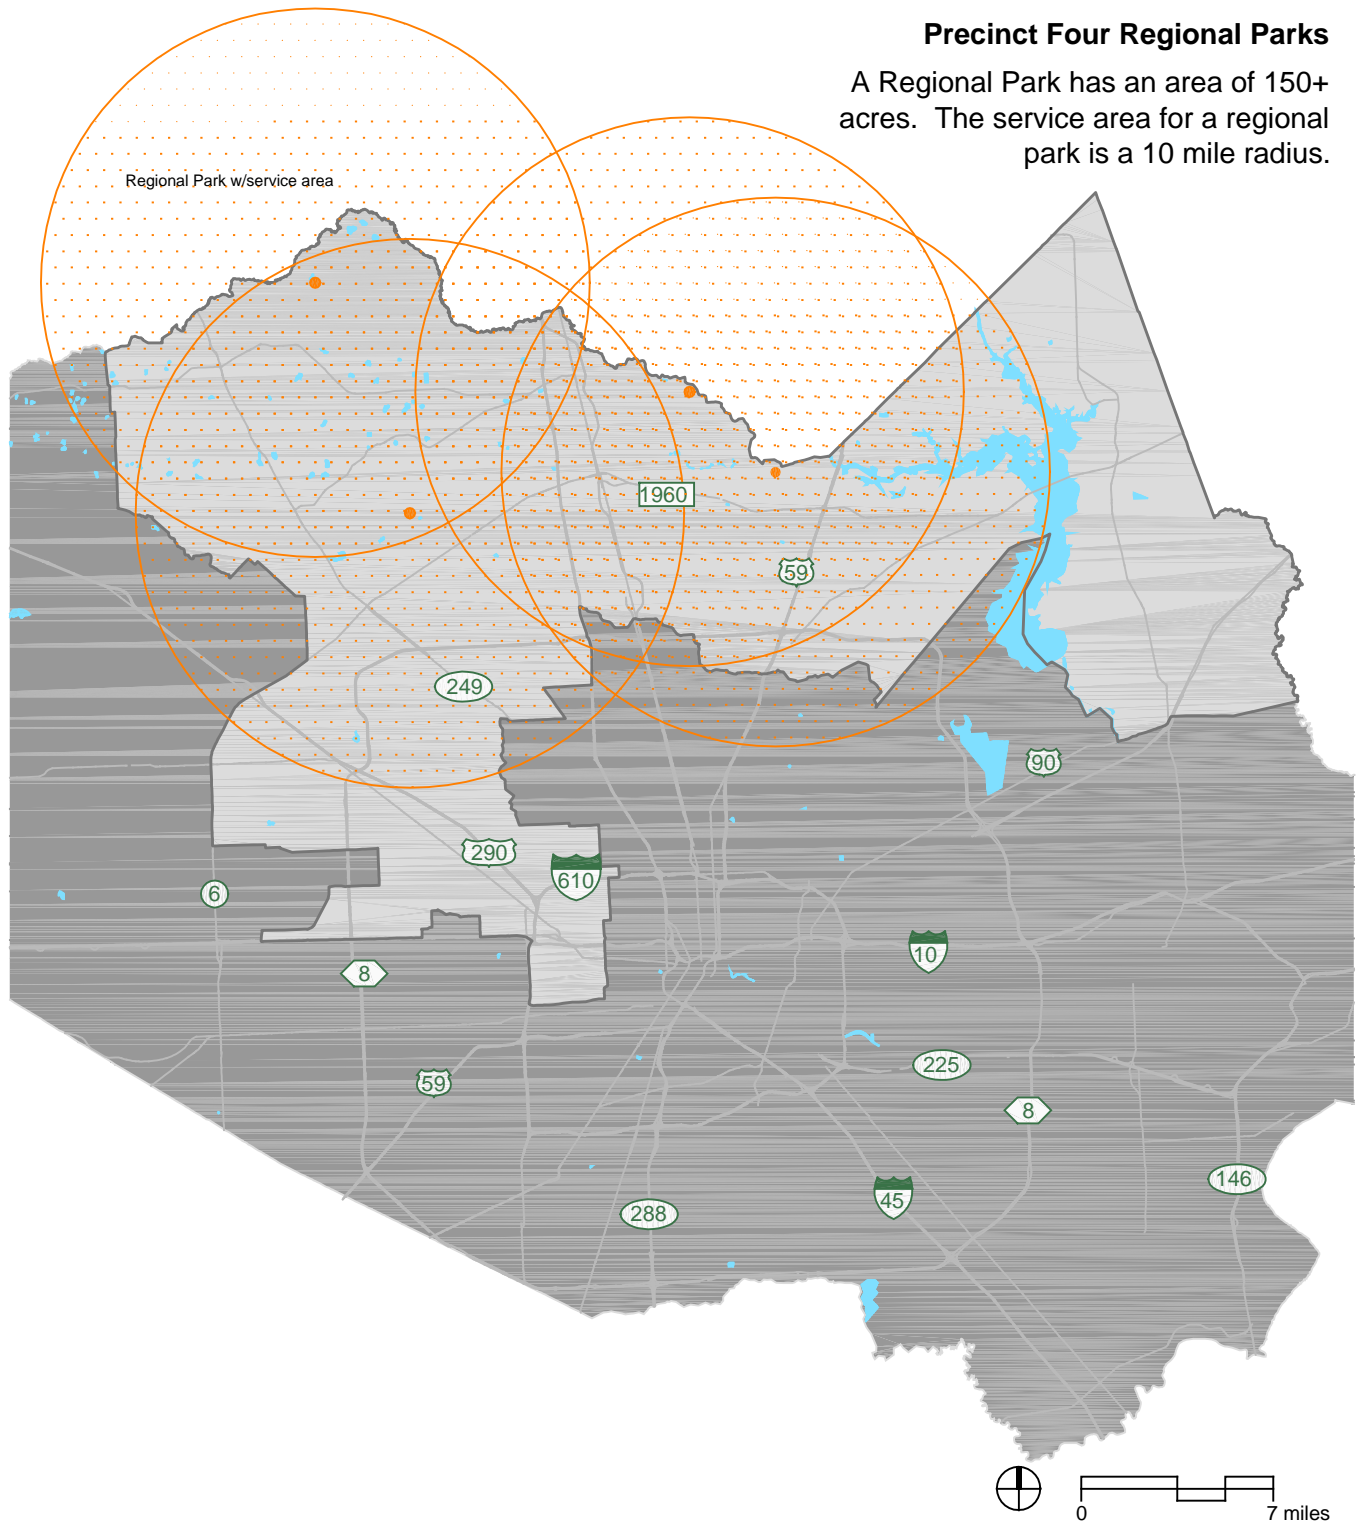 Precinct Four Regional Parks
A Regional Park has an area of 150+
acres.  The service area for a regional
park is a 10 mile radius.
Regional Park w/service area
1960
59
249
90
290
610
6
10
8
225
59
8
146
45
288
0 7 miles